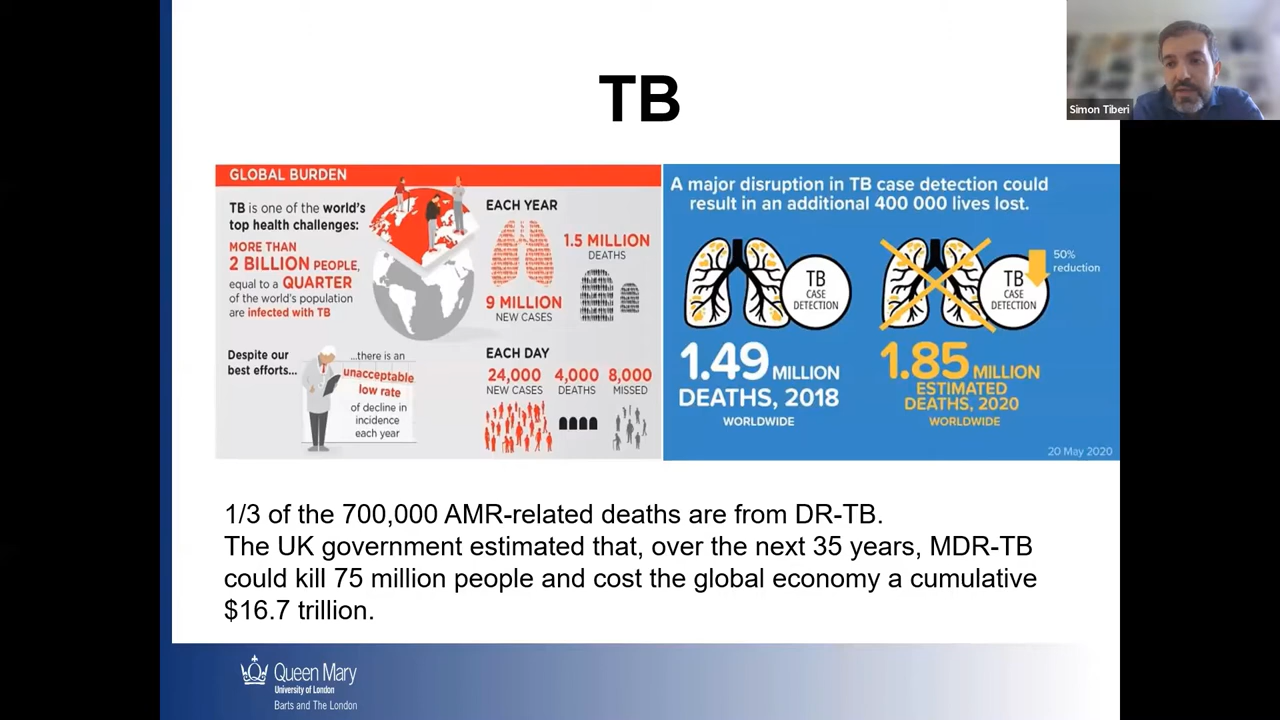 TB
Simon Tiberi
GLOBAL BURDEN
TB is one of the world's
top health challenges:
MORE THAN
2 BILLION PEOPLE,
equal to a QUARTER
of the world's population
are infected with TB
EACH YEAR
1.5 MILLION
DEATHS
9 MILLION
NEW CASES
Despite our
best efforts...
...there is an
unacceptable
low rate
of decline in
incidence
each year
EACH DAY
24,000
NEW CASES
4,000
DEATHS
8,000
MISSED
A major disruption in TB case detection could
result in an additional 400 000 lives lost.
TB
CASE
DETECTION
1.49 MILLION
DEATHS, 2018
WORLDWIDE
TB
CASE
DETECTION
50%
reduction
1.85 MILLION
ESTIMATED
DEATHS, 2020
WORLDWIDE
20 May 2020
1/3 of the 700,000 AMR-related deaths are from DR-TB.
The UK government estimated that, over the next 35 years, MDR-TB
could kill 75 million people and cost the global economy a cumulative
$16.7 trillion.
Queen Mary
University of London
Barts and The London